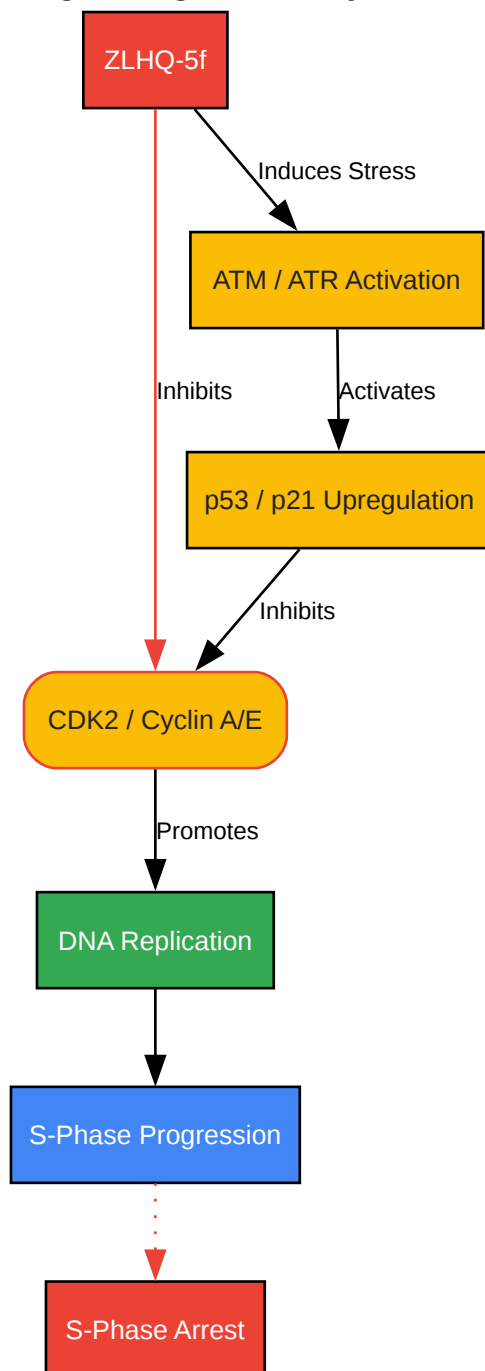 ZLHQ-5f
Induces Stress
ATM / ATR Activation
Inhibits
Activates
p53 / p21 Upregulation
Inhibits
CDK2 / Cyclin A/E
Promotes
DNA Replication
S-Phase Progression
S-Phase Arrest